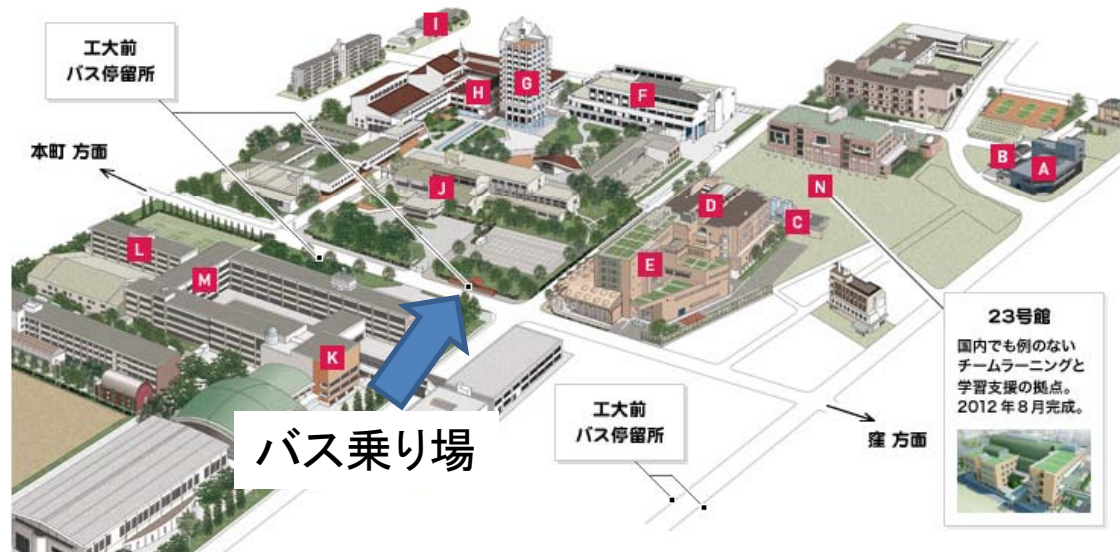 I
工大前
バス停留所
G
H
F
本町 方面
B
A
J
D
N
C
L
E
M
23号館
国内でも例のない
チームラーニングと
学習支援の拠点。
2012年8月完成。
K
工大前
バス停留所
バス乗り場
窪 方面